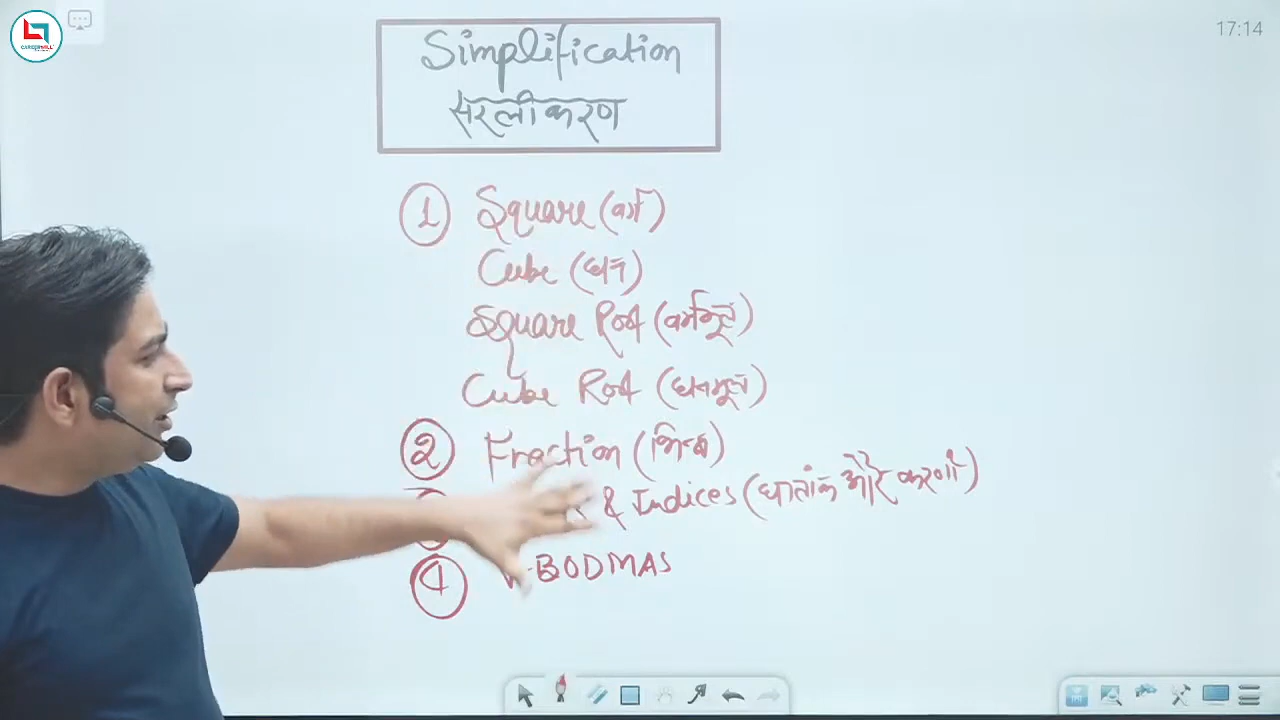 CAREERWILL
17:14
Simplification
सरलीकरण
1 Square (वर्ग)
Cube (घन)
Square Root (वर्गमूल)
Cube Root (घनमूल)
2 Fraction (भिन्न)
& Indices (घातांक और करणी)
4 V-BODMAS